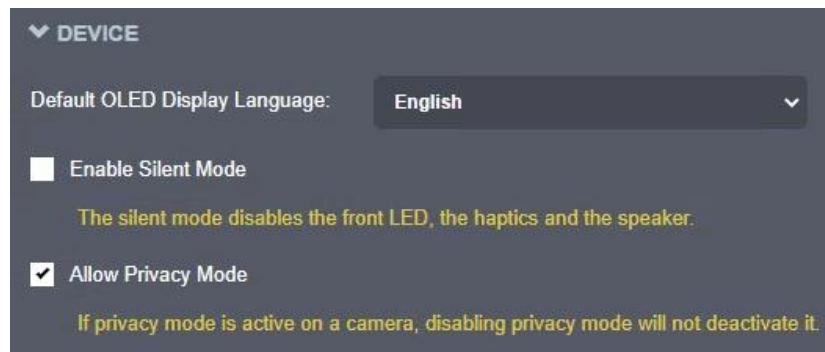 DEVICE
Default OLED Display Language: English
Enable Silent Mode
The silent mode disables the front LED, the haptics and the speaker.
Allow Privacy Mode
If privacy mode is active on a camera, disabling privacy mode will not deactivate it.